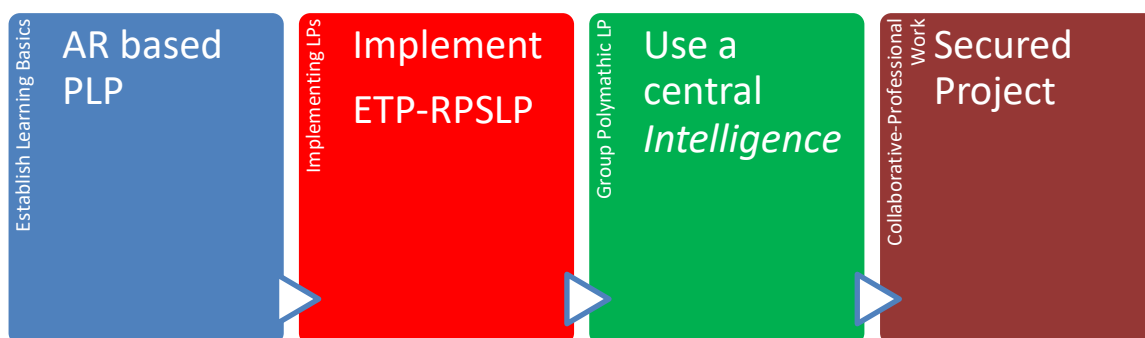 Establish Learning Basics
AR based
PLP
Implementing LPs
Implement
ETP-RPSLP
Group Polymathic LP
Use a
central
Intelligence
Collaborative-Professional
Work
Secured
Project